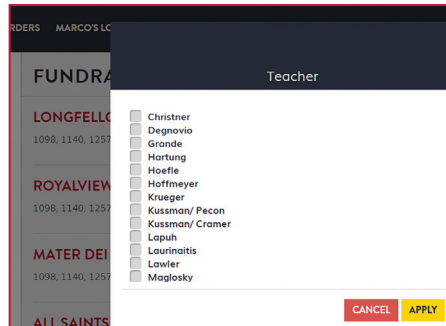 RDERS MARCO'S LO
FUNDRA
Teacher
LONGFELLO
1098, 1140, 1257
ROYALVIEW
1098, 1140, 1257
MATER DEI
1098, 1140, 1257
ALL SAINTS
Christner
Degnovio
Grande
Hartung
Hoefle
Hoffmeyer
Krueger
Kussman/ Pecon
Kussman/ Cramer
Lapuh
Laurinaitis
Lawler
Maglosky
CANCEL APPLY